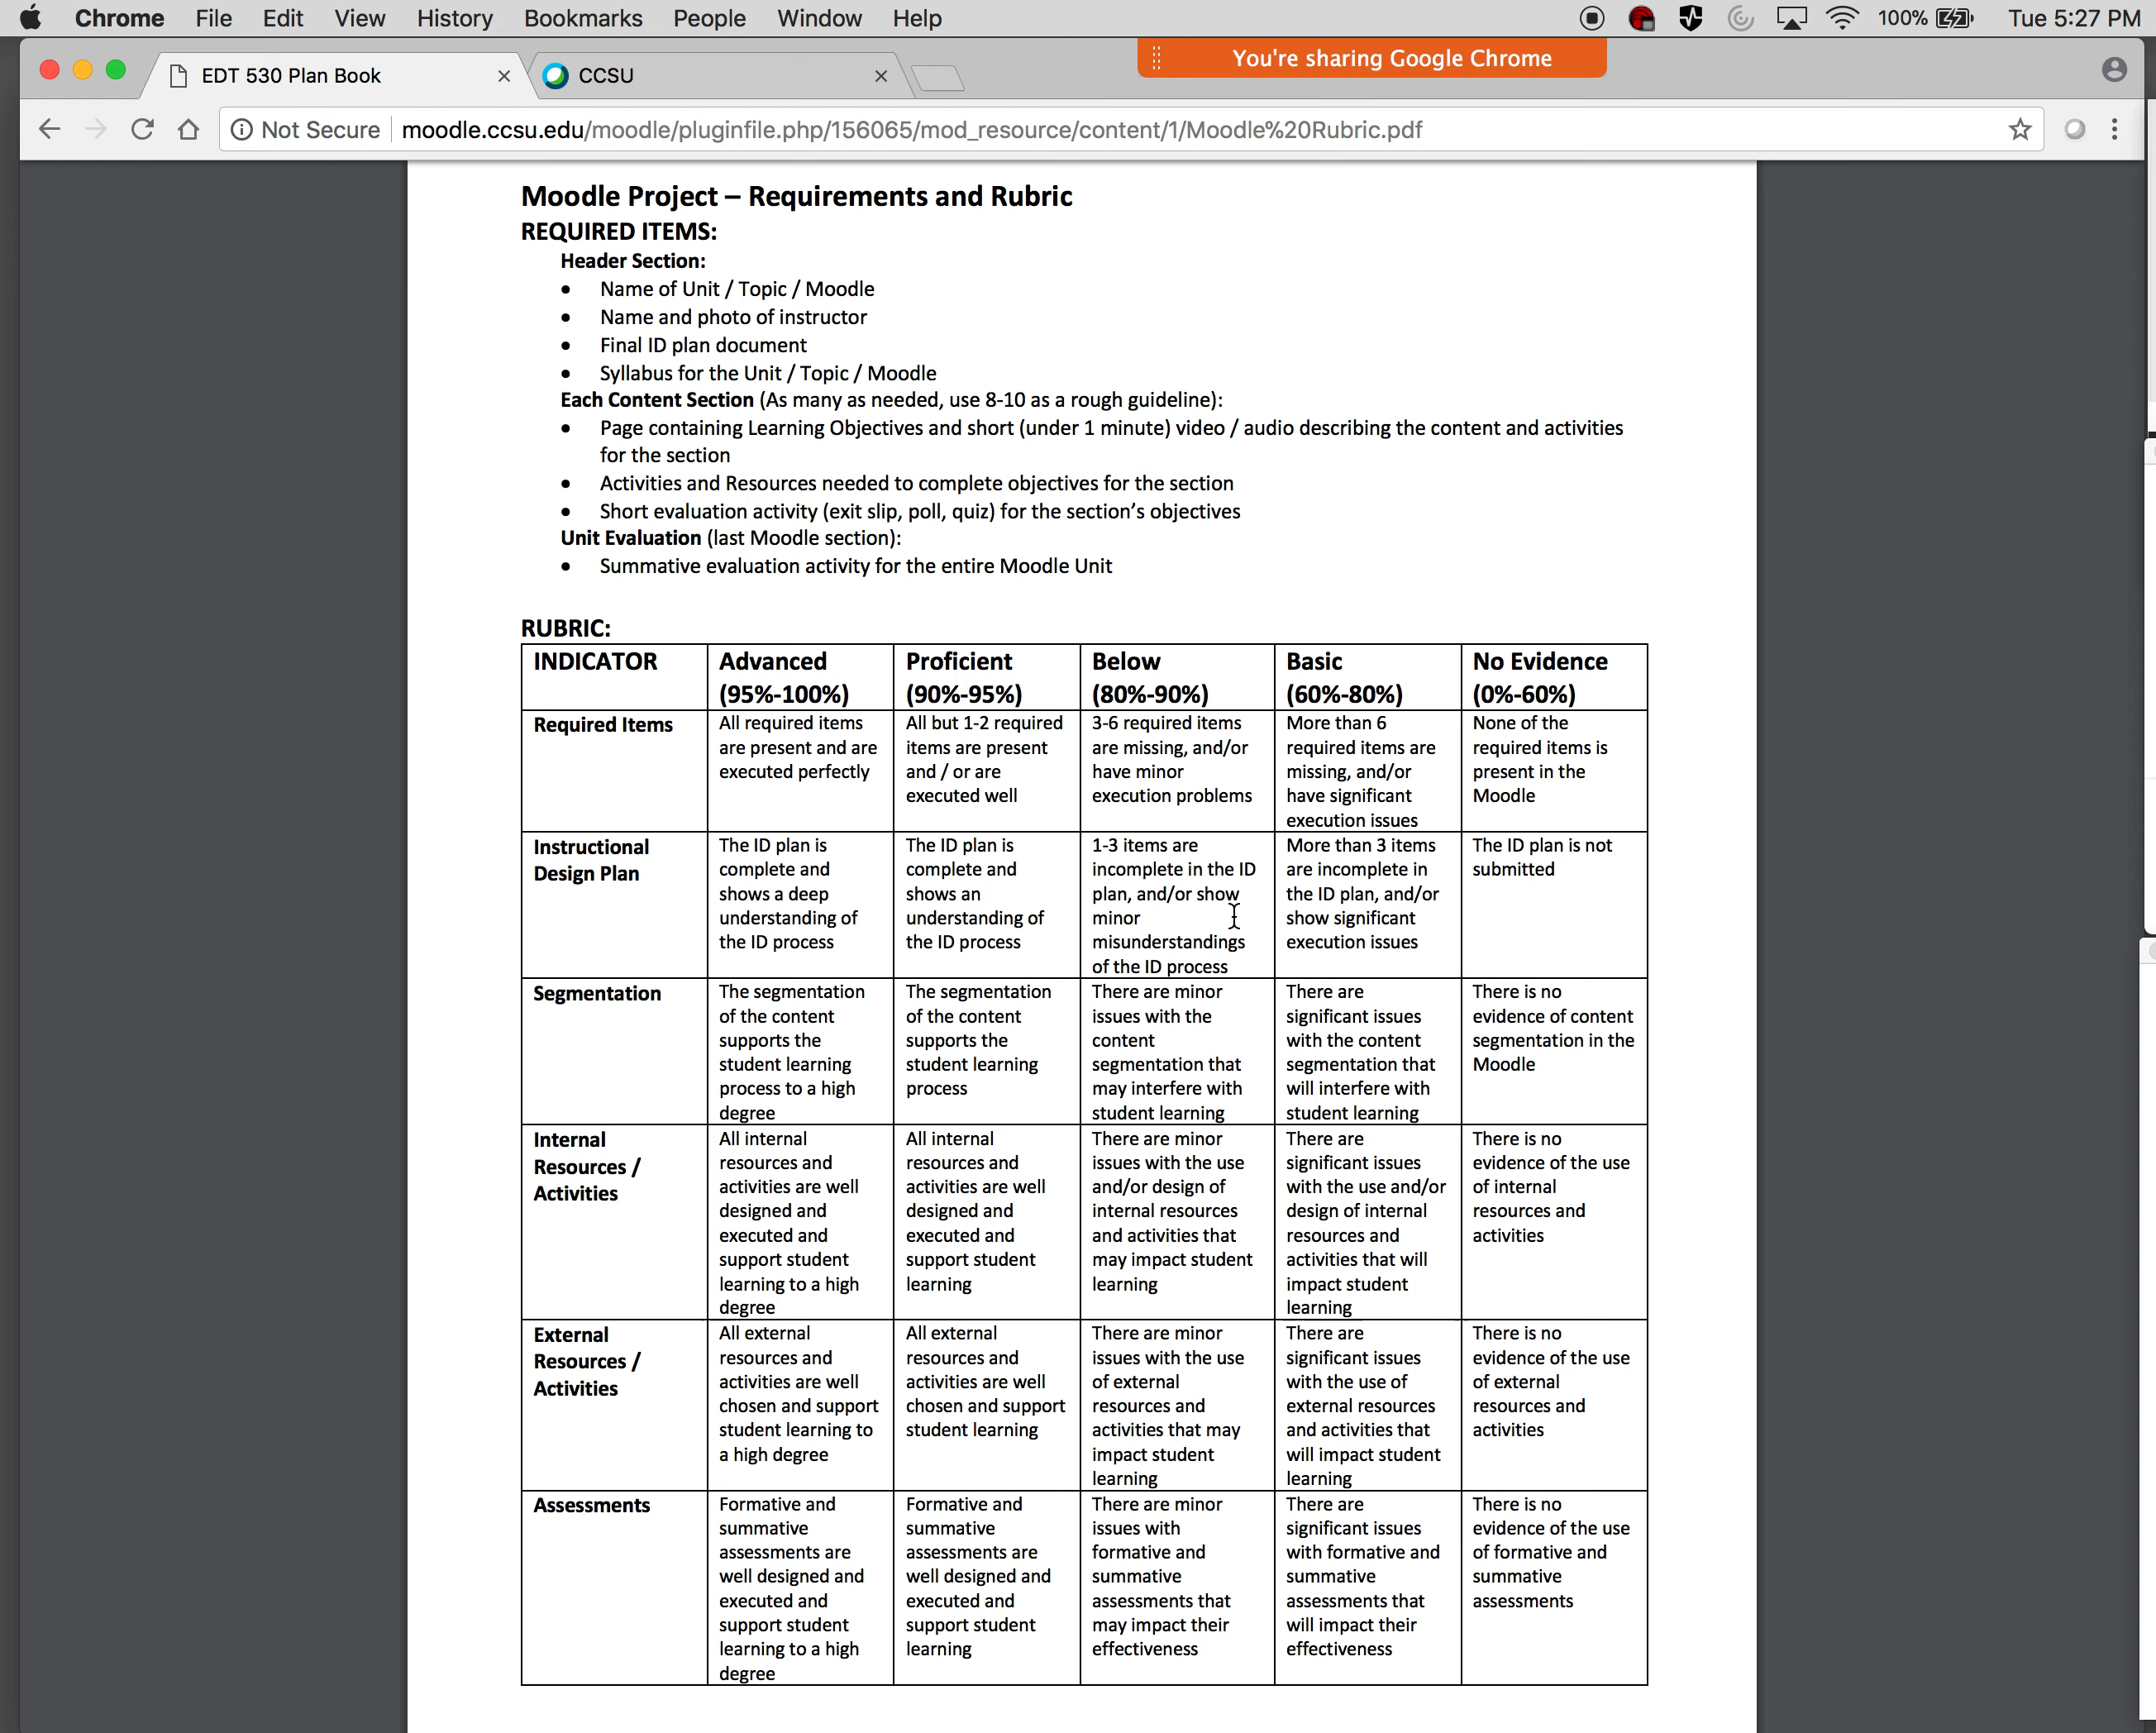 Chrome File Edit View History Bookmarks People Window Help 100% Tue 5:27 PM
EDT 530 Plan Book CCSU You're sharing Google Chrome
Not Secure moodle.ccsu.edu/moodle/pluginfile.php/156065/mod_resource/content/1/Moodle%20Rubric.pdf
Moodle Project – Requirements and Rubric
REQUIRED ITEMS:
Header Section:
• Name of Unit / Topic / Moodle
• Name and photo of instructor
• Final ID plan document
• Syllabus for the Unit / Topic / Moodle
Each Content Section (As many as needed, use 8-10 as a rough guideline):
• Page containing Learning Objectives and short (under 1 minute) video / audio describing the content and activities
for the section
• Activities and Resources needed to complete objectives for the section
• Short evaluation activity (exit slip, poll, quiz) for the section's objectives
Unit Evaluation (last Moodle section):
• Summative evaluation activity for the entire Moodle Unit
RUBRIC:
INDICATOR
Advanced
(95%-100%)
Proficient
(90%-95%)
Below
(80%-90%)
Basic
(60%-80%)
No Evidence
(0%-60%)
Required Items
All required items
are present and are
executed perfectly
All but 1-2 required
items are present
and / or are
executed well
3-6 required items
are missing, and/or
have minor
execution problems
More than 6
required items are
missing, and/or
have significant
execution issues
None of the
required items is
present in the
Moodle
Instructional
Design Plan
The ID plan is
complete and
shows a deep
understanding of
the ID process
The ID plan is
complete and
shows an
understanding of
the ID process
1-3 items are
incomplete in the ID
plan, and/or show
minor
misunderstandings
of the ID process
More than 3 items
are incomplete in
the ID plan, and/or
show significant
execution issues
The ID plan is not
submitted
Segmentation
The segmentation
of the content
supports the
student learning
process to a high
degree
The segmentation
of the content
supports the
student learning
process
There are minor
issues with the
content
segmentation that
may interfere with
student learning
There are
significant issues
with the content
segmentation that
will interfere with
student learning
There is no
evidence of content
segmentation in the
Moodle
Internal
Resources /
Activities
All internal
resources and
activities are well
designed and
executed and
support student
learning to a high
degree
All internal
resources and
activities are well
designed and
executed and
support student
learning
There are minor
issues with the use
and/or design of
internal resources
and activities that
may impact student
learning
There are
significant issues
with the use and/or
design of internal
resources and
activities that will
impact student
learning
There is no
evidence of the use
of internal
resources and
activities
External
Resources /
Activities
All external
resources and
activities are well
chosen and support
student learning to
a high degree
All external
resources and
activities are well
chosen and support
student learning
There are minor
issues with the use
of external
resources and
activities that may
impact student
learning
There are
significant issues
with the use of
external resources
and activities that
will impact student
learning
There is no
evidence of the use
of external
resources and
activities
Assessments
Formative and
summative
assessments are
well designed and
executed and
support student
learning to a high
degree
Formative and
summative
assessments are
well designed and
executed and
support student
learning
There are minor
issues with
formative and
summative
assessments that
may impact their
effectiveness
There are
significant issues
with formative and
summative
assessments that
will impact their
effectiveness
There is no
evidence of the use
of formative and
summative
assessments